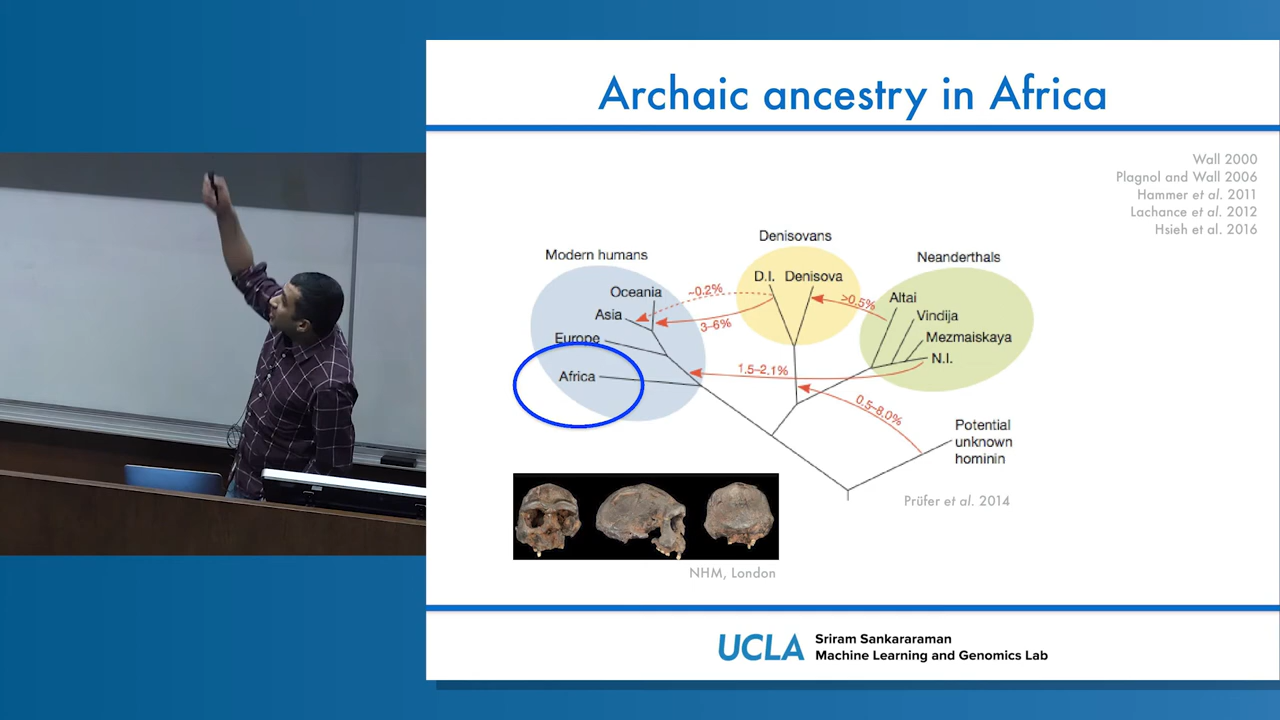 Archaic ancestry in Africa
Wall 2000
Plagnol and Wall 2006
Hammer et al. 2011
Lachance et al. 2012
Hsieh et al. 2016
Denisovans
Modern humans
Neanderthals
D.I. Denisova
Oceania
~0.2%
>0.5%
Altai
Asia
3–6%
Vindija
Europe
Mezmaiskaya
N.I.
1.5–2.1%
Africa
0.5–8.0%
Potential
unknown
hominin
Prüfer et al. 2014
NHM, London
UCLA
Sriram Sankararaman
Machine Learning and Genomics Lab